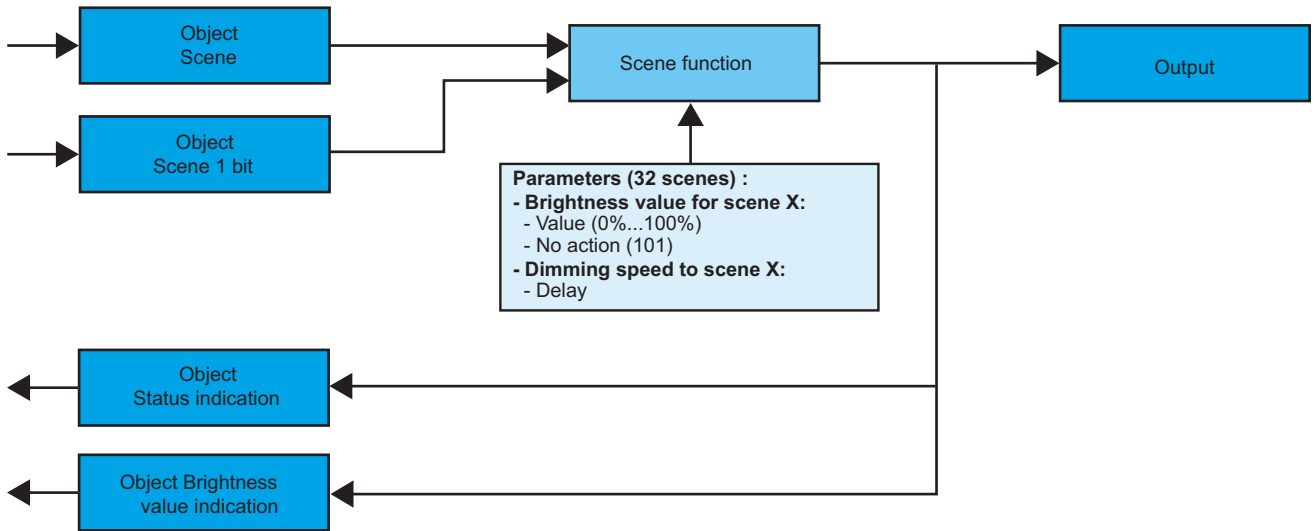 Object
Scene
Scene function
Output
Object
Scene 1 bit
Parameters (32 scenes) :
- Brightness value for scene X:
- Value (0%...100%)
- No action (101)
- Dimming speed to scene X:
- Delay
Object
Status indication
Object Brightness
value indication